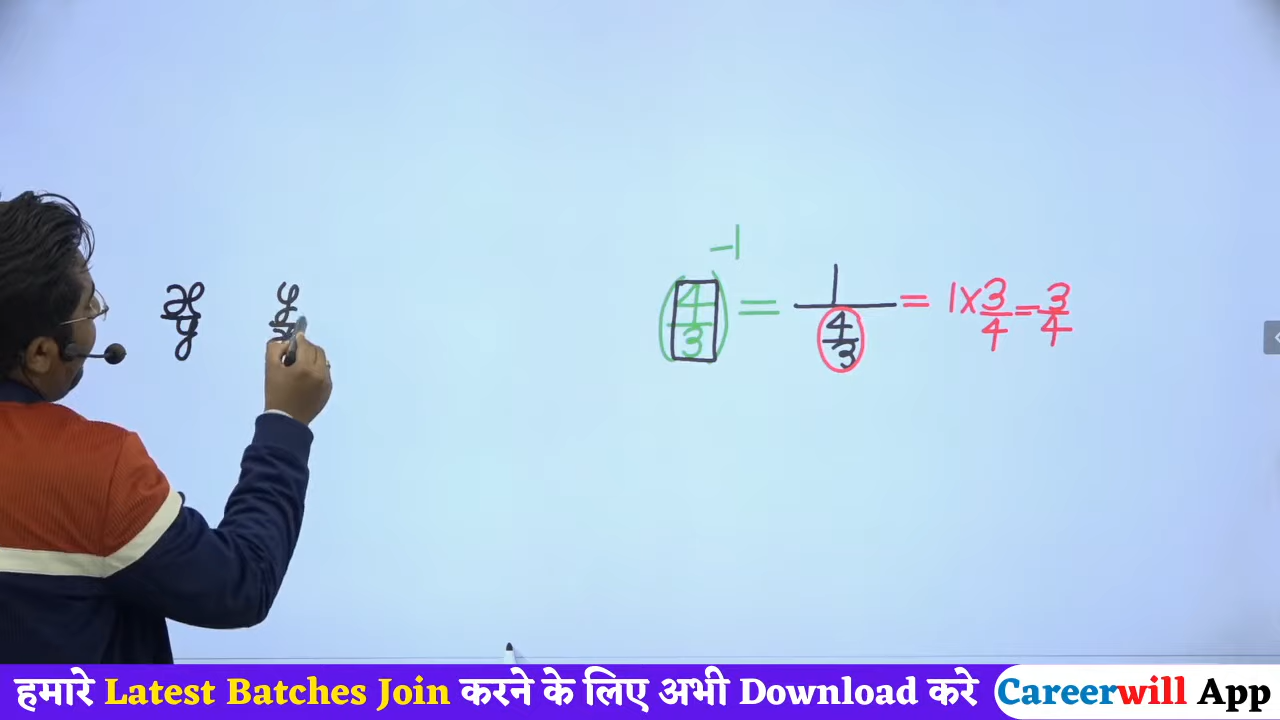 x/y y/x
(4/3)^-1 = 1/(4/3) = 1×3/4 = 3/4
हमारे Latest Batches Join करने के लिए अभी Download करे Careerwill App